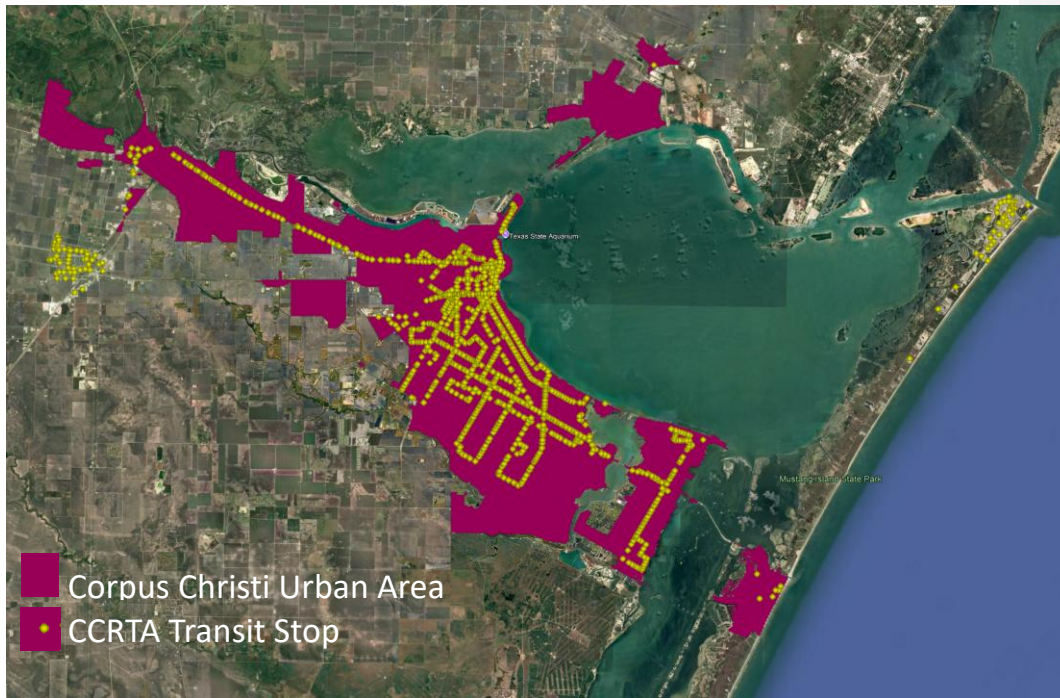 Texas State Aquarium
Mustang Island State Park
Corpus Christi Urban Area
CCRTA Transit Stop